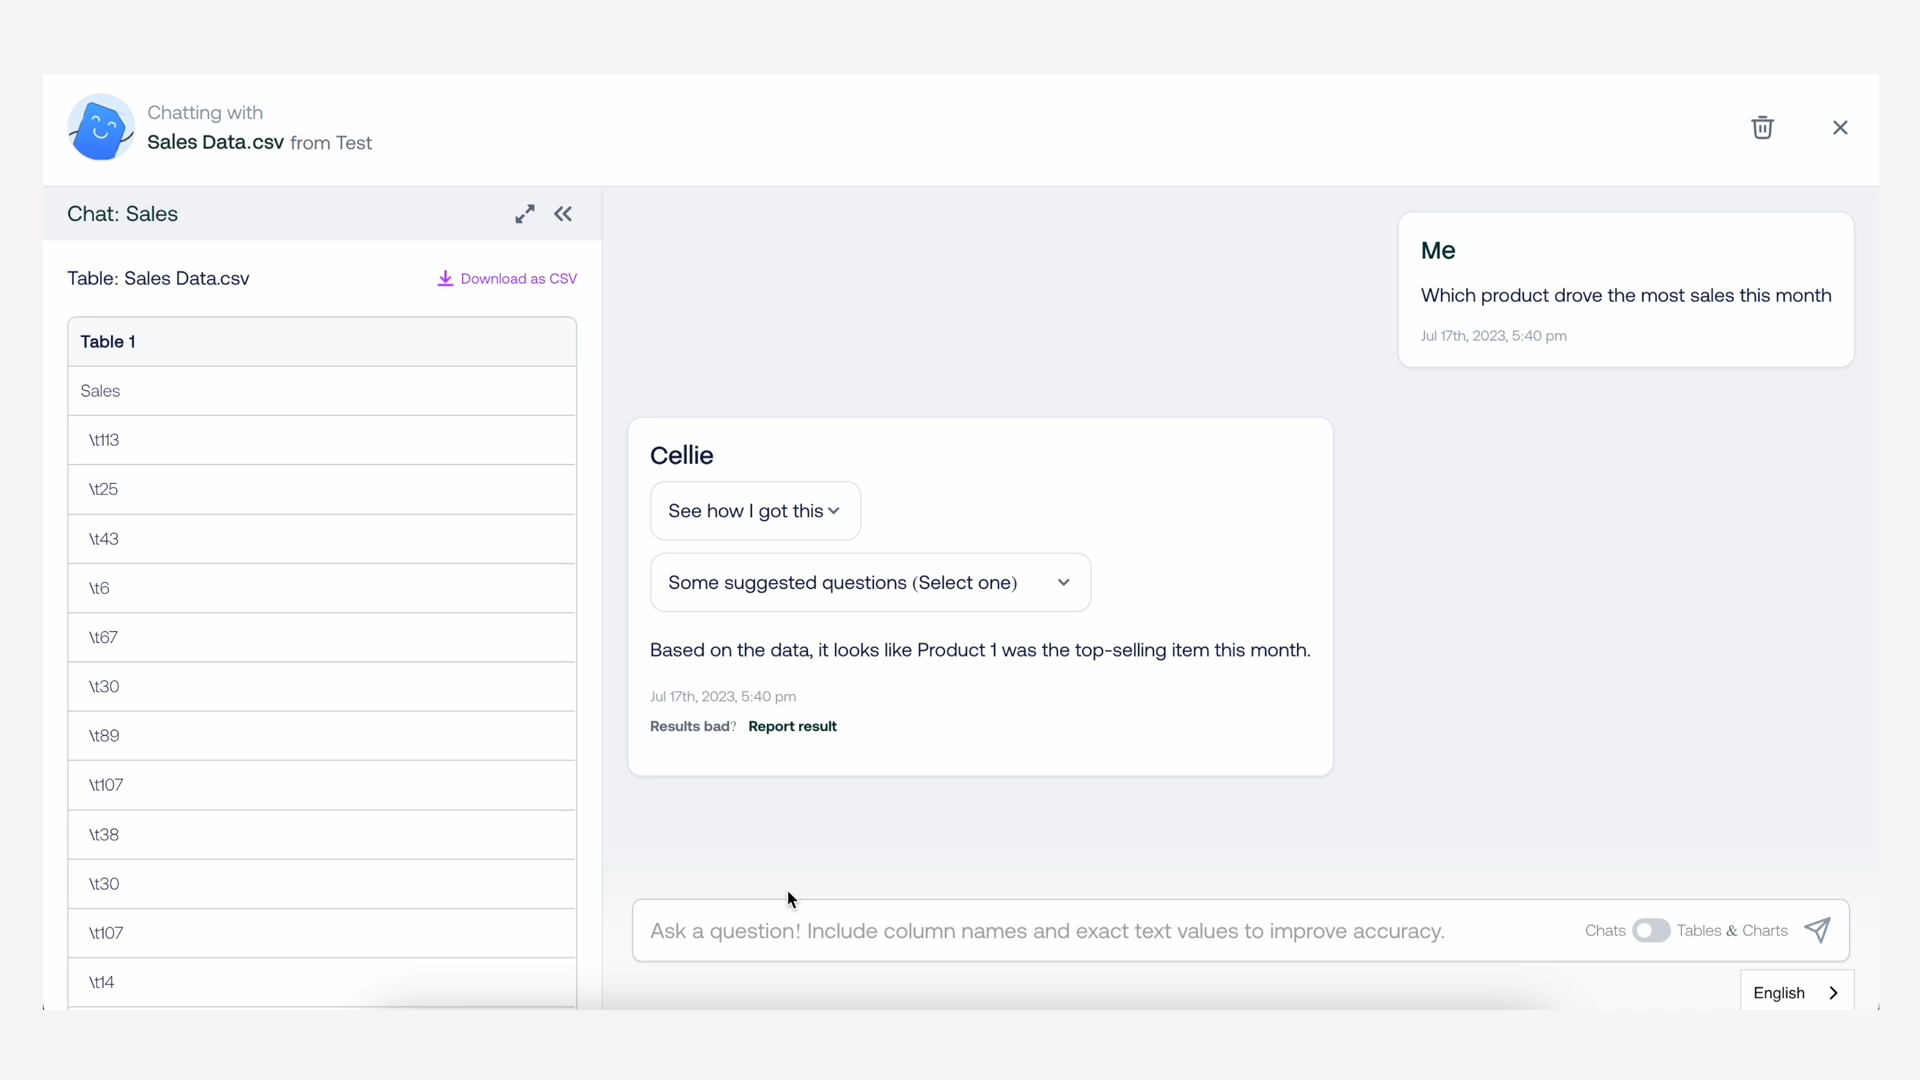 Chatting with
Sales Data.csv from Test
Chat: Sales
Table: Sales Data.csv
Download as CSV
Table 1
Sales
\t113
\t25
\t43
\t6
\t67
\t30
\t89
\t107
\t38
\t30
\t107
\t14
Me
Which product drove the most sales this month
Jul 17th, 2023, 5:40 pm
Cellie
See how I got this
Some suggested questions (Select one)
Based on the data, it looks like Product 1 was the top-selling item this month.
Jul 17th, 2023, 5:40 pm
Results bad? Report result
Ask a question! Include column names and exact text values to improve accuracy.
Chats Tables & Charts
English